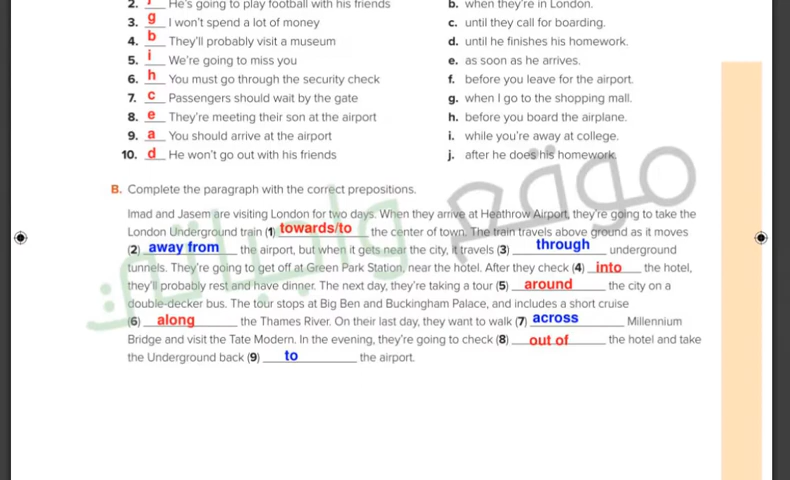 2. j He's going to play football with his friends
b. when they're in London.
3. g I won't spend a lot of money
c. until they call for boarding.
4. b They'll probably visit a museum
d. until he finishes his homework.
5. i We're going to miss you
e. as soon as he arrives.
6. h You must go through the security check
f. before you leave for the airport.
7. c Passengers should wait by the gate
g. when I go to the shopping mall.
8. e They're meeting their son at the airport
h. before you board the airplane.
9. a You should arrive at the airport
i. while you're away at college.
10. d He won't go out with his friends
j. after he does his homework.
B. Complete the paragraph with the correct prepositions.
Imad and Jasem are visiting London for two days. When they arrive at Heathrow Airport, they're going to take the
London Underground train (1) towards/to the center of town. The train travels above ground as it moves
(2) away from the airport, but when it gets near the city, it travels (3) through underground
tunnels. They're going to get off at Green Park Station, near the hotel. After they check (4) into the hotel,
they'll probably rest and have dinner. The next day, they're taking a tour (5) around the city on a
double-decker bus. The tour stops at Big Ben and Buckingham Palace, and includes a short cruise
(6) along the Thames River. On their last day, they want to walk (7) across Millennium
Bridge and visit the Tate Modern. In the evening, they're going to check (8) out of the hotel and take
the Underground back (9) to the airport.
موقع
واجباتي